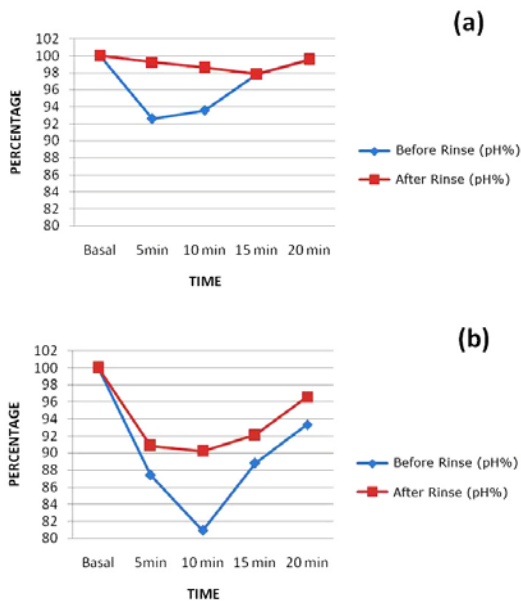 (a)
102
100
98
96
94
92
90
88
86
84
82
80
PERCENTAGE
Basal 5min 10 min 15 min 20 min
TIME
Before Rinse (pH%)
After Rinse (pH%)
(b)
102
100
98
96
94
92
90
88
86
84
82
80
PERCENTAGE
Basal 5min 10 min 15 min 20 min
TIME
Before Rinse (pH%)
After Rinse (pH%)